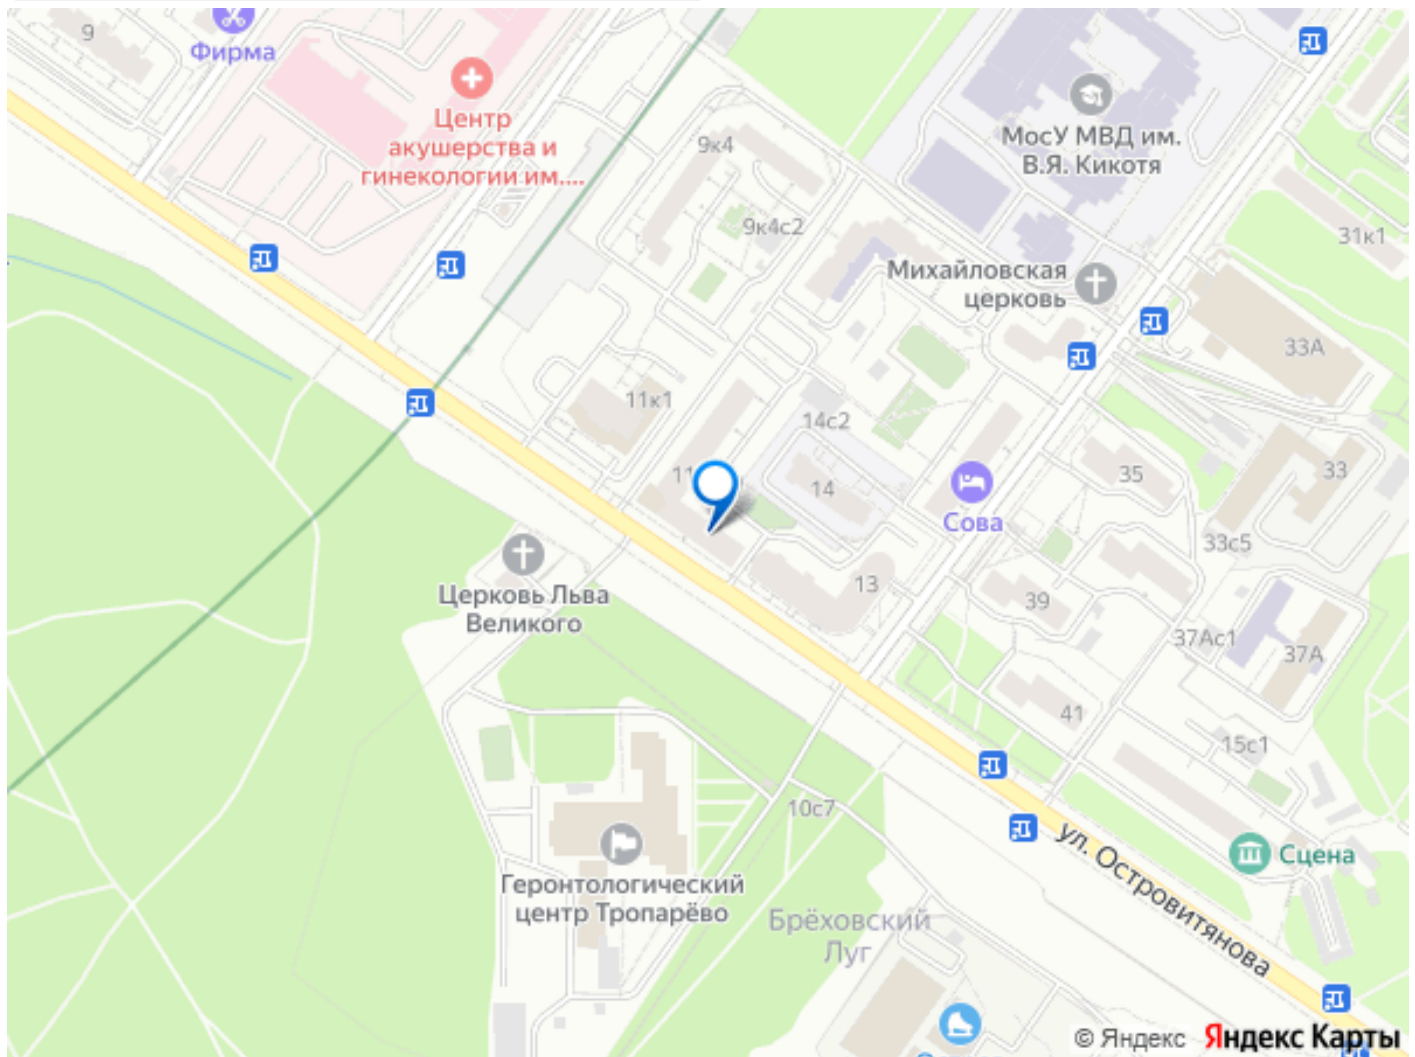 9
Фирма
Центр
акушерства и
гинекологии им....
9к4
9к4с2
МосУ МВД им.
В.Я. Кикотя
31к1
Михайловская
церковь
33А
11к1
14с2
14
Сова
35
33
33с5
13
39
37Ас1
37А
41
15с1
Церковь Льва
Великого
10с7
ул. Островитянова
Сцена
Геронтологический
центр Тропарёво
Брёховский
Луг
© Яндекс Яндекс Карты